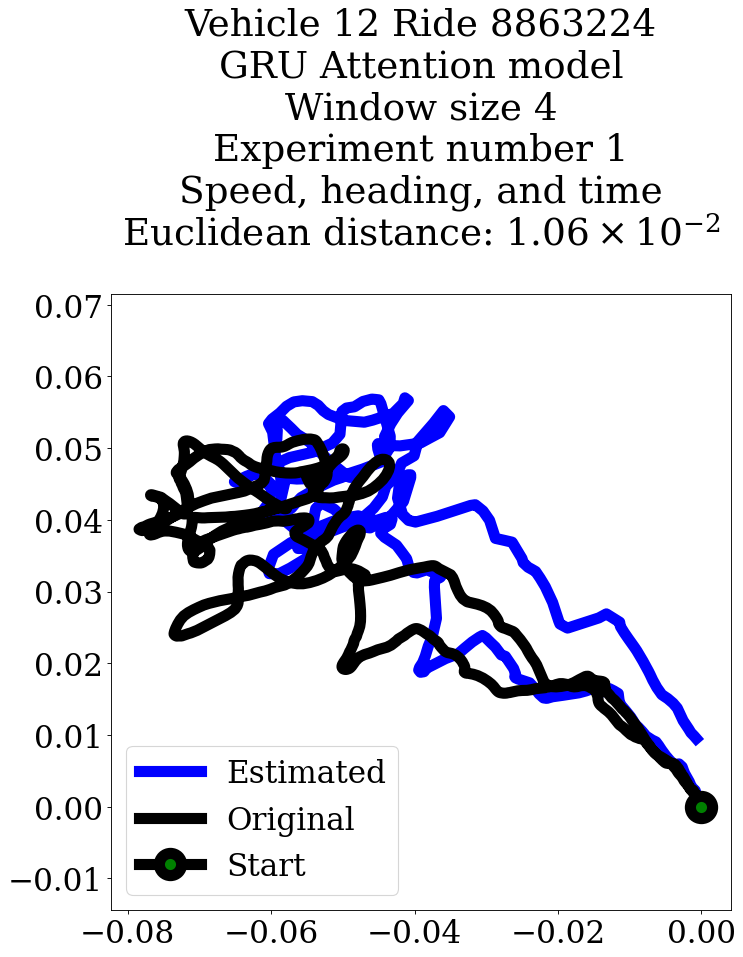 Vehicle 12 Ride 8863224
GRU Attention model
Window size 4
Experiment number 1
Speed, heading, and time
Euclidean distance: 1.06 × 10⁻²
0.07
0.06
0.05
0.04
0.03
0.02
0.01
0.00
−0.01
Estimated
Original
Start
−0.08 −0.06 −0.04 −0.02 0.00